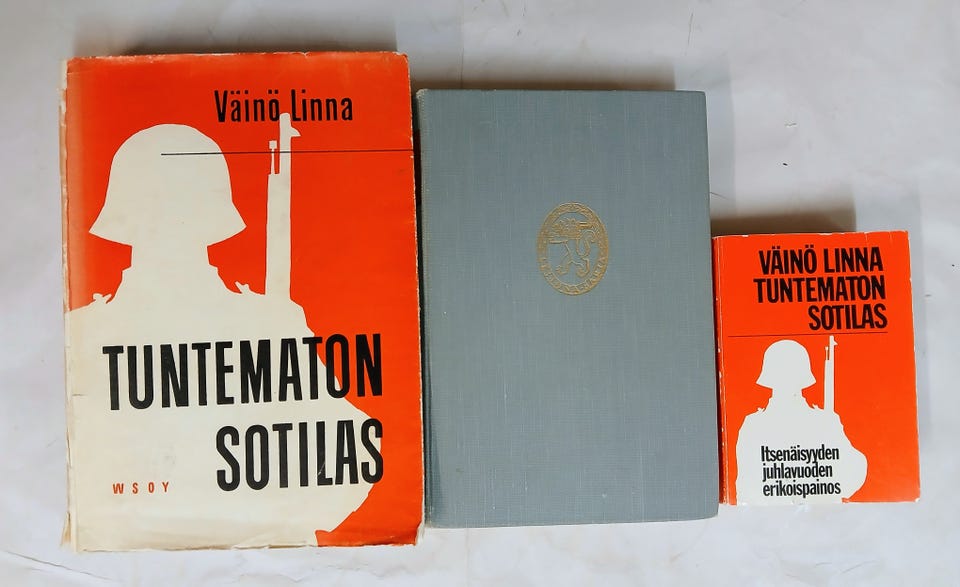 Väinö Linna
TUNTEMATON
SOTILAS
WSOY
VÄINÖ LINNA
TUNTEMATON
SOTILAS
Itsenäisyyden
juhlavuoden
erikoispainos